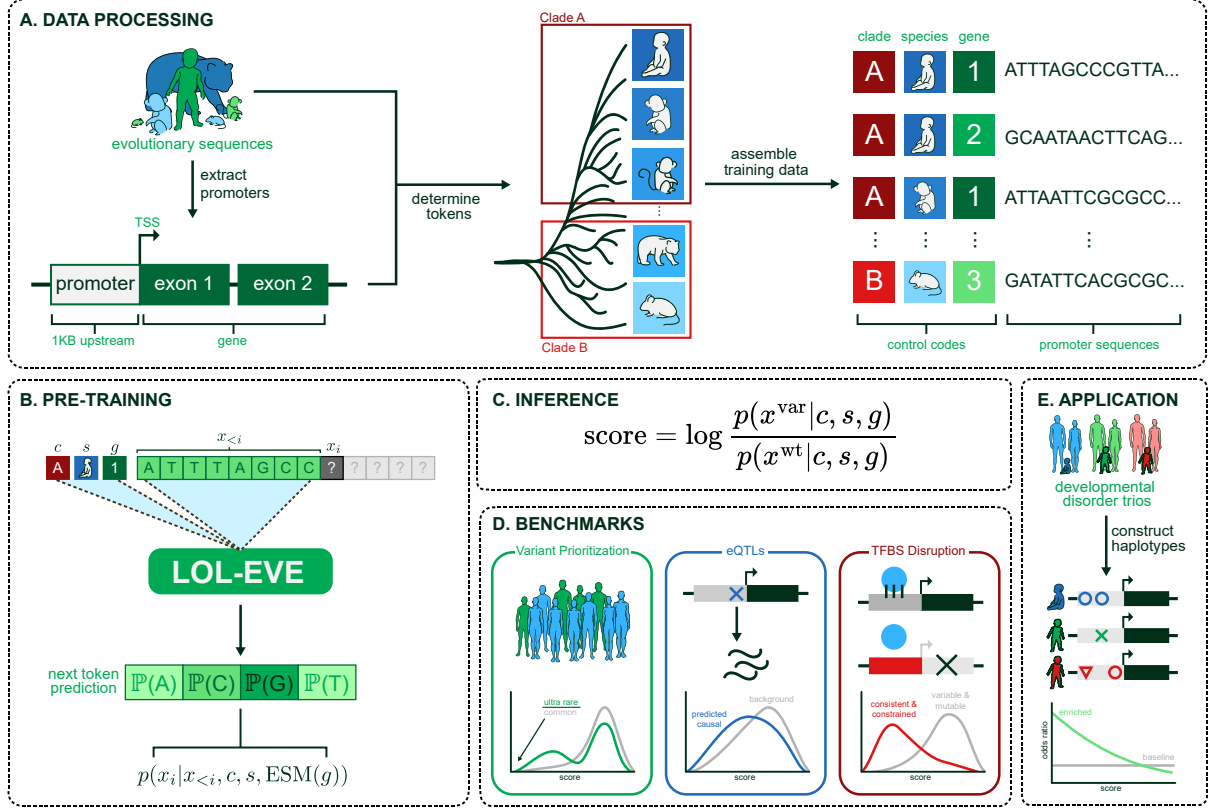 A. DATA PROCESSING
evolutionary sequences
extract
promoters
TSS
promoter exon 1 exon 2
1KB upstream gene
determine
tokens
Clade A
⋮
Clade B
assemble
training data
clade species gene
A 1 ATTTAGCCCGTTA...
A 2 GCAATAACTTCAG...
A 1 ATTAATTCGCGCC...
⋮ ⋮ ⋮ ⋮
B 3 GATATTCACGCGC...
control codes promoter sequences
B. PRE-TRAINING
c s g x<i xi
A 1 A T T T A G C C ? ? ? ? ?
LOL-EVE
next token
prediction
ℙ(A) ℙ(C) ℙ(G) ℙ(T)
p(xi|x<i, c, s, ESM(g))
C. INFERENCE
score = log p(x^var|c, s, g)
p(x^wt|c, s, g)
D. BENCHMARKS
Variant Prioritization
ultra rare
common
score
eQTLs
background
predicted
causal
score
TFBS Disruption
variable &
mutable
consistent &
constrained
score
E. APPLICATION
developmental
disorder trios
construct
haplotypes
enriched
odds ratio
baseline
score